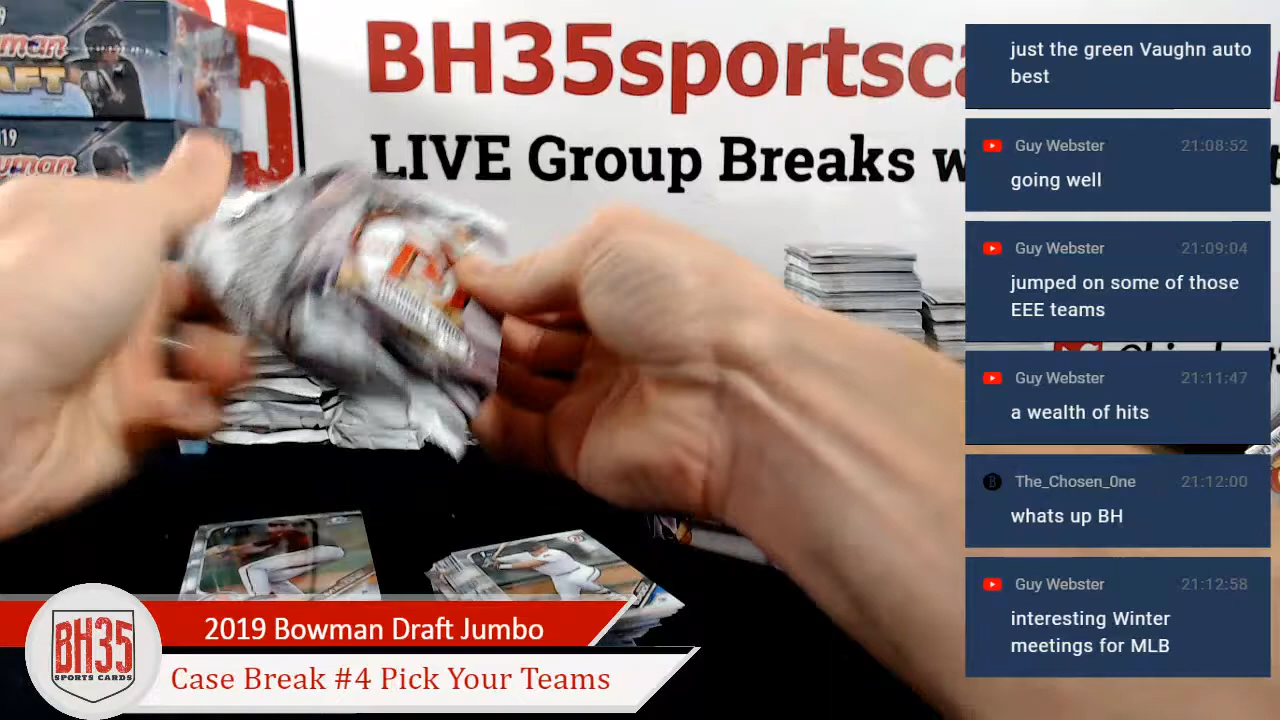 BH35sportsca
LIVE Group Breaks w
just the green Vaughn auto
best
Guy Webster 21:08:52
going well
Guy Webster 21:09:04
jumped on some of those
EEE teams
Guy Webster 21:11:47
a wealth of hits
The_Chosen_0ne 21:12:00
whats up BH
Guy Webster 21:12:58
interesting Winter
meetings for MLB
2019 Bowman Draft Jumbo
Case Break #4 Pick Your Teams
BH35
SPORTS CARDS